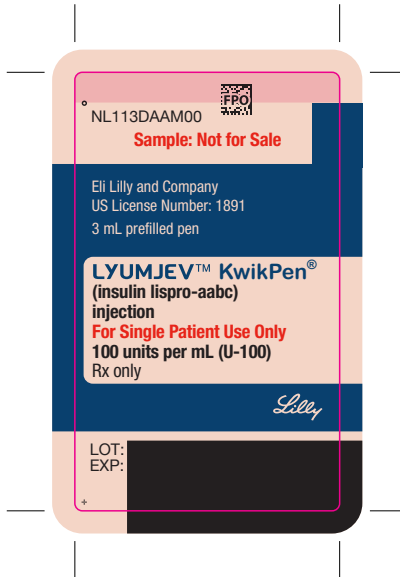 FPO
NL113DAAM00
Sample: Not for Sale
Eli Lilly and Company
US License Number: 1891
3 mL prefilled pen
LYUMJEV™ KwikPen®
(insulin lispro-aabc)
injection
For Single Patient Use Only
100 units per mL (U-100)
Rx only
Lilly
LOT:
EXP: